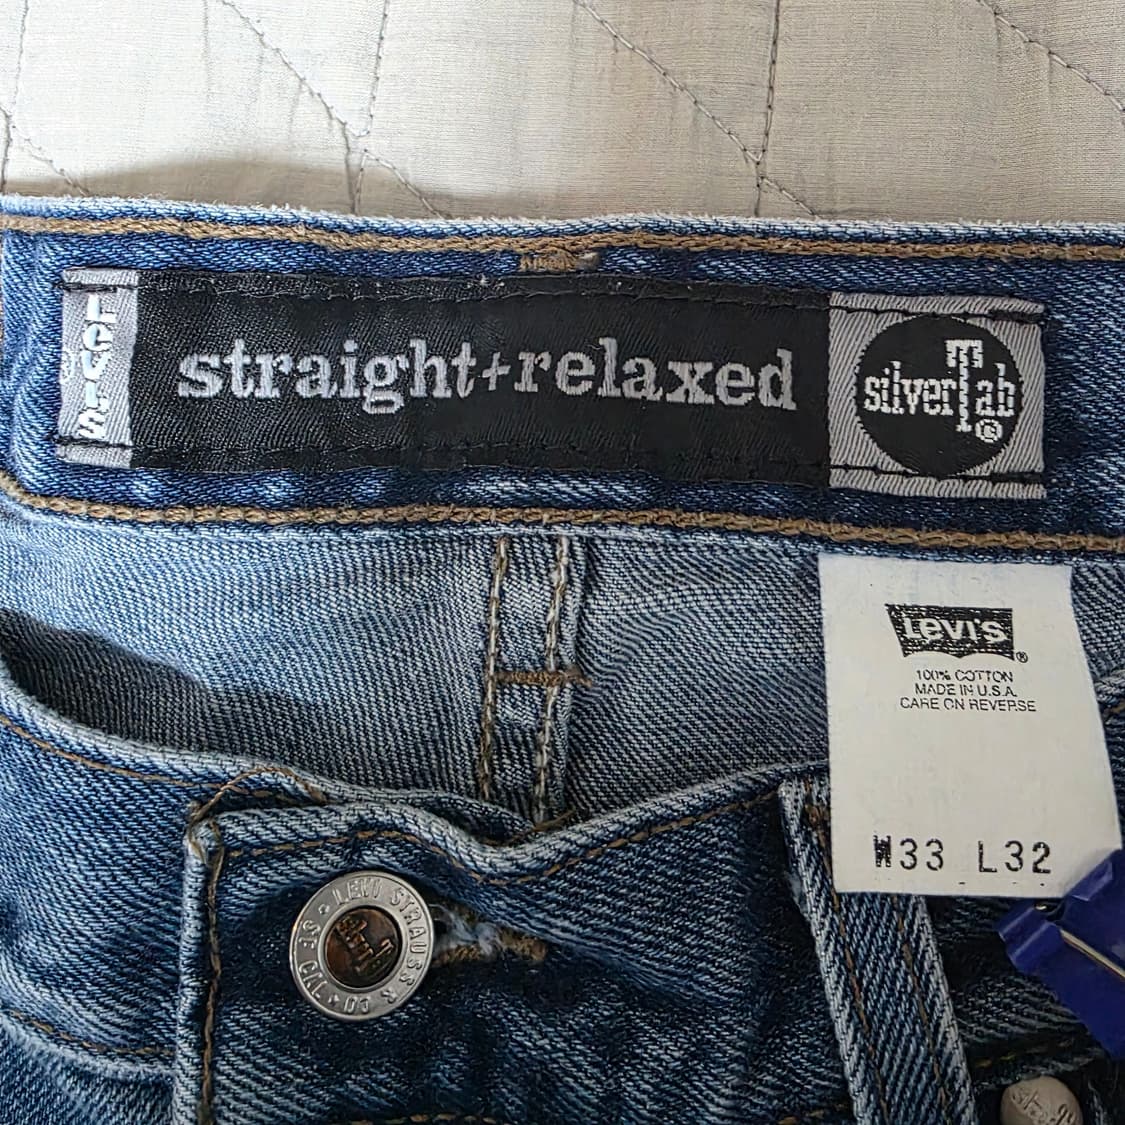 LEVI'S
straight+relaxed
silverTab®
LEVI'S®
100% COTTON
MADE IN U.S.A.
CARE ON REVERSE
W33 L32
LEVI STRAUSS & CO